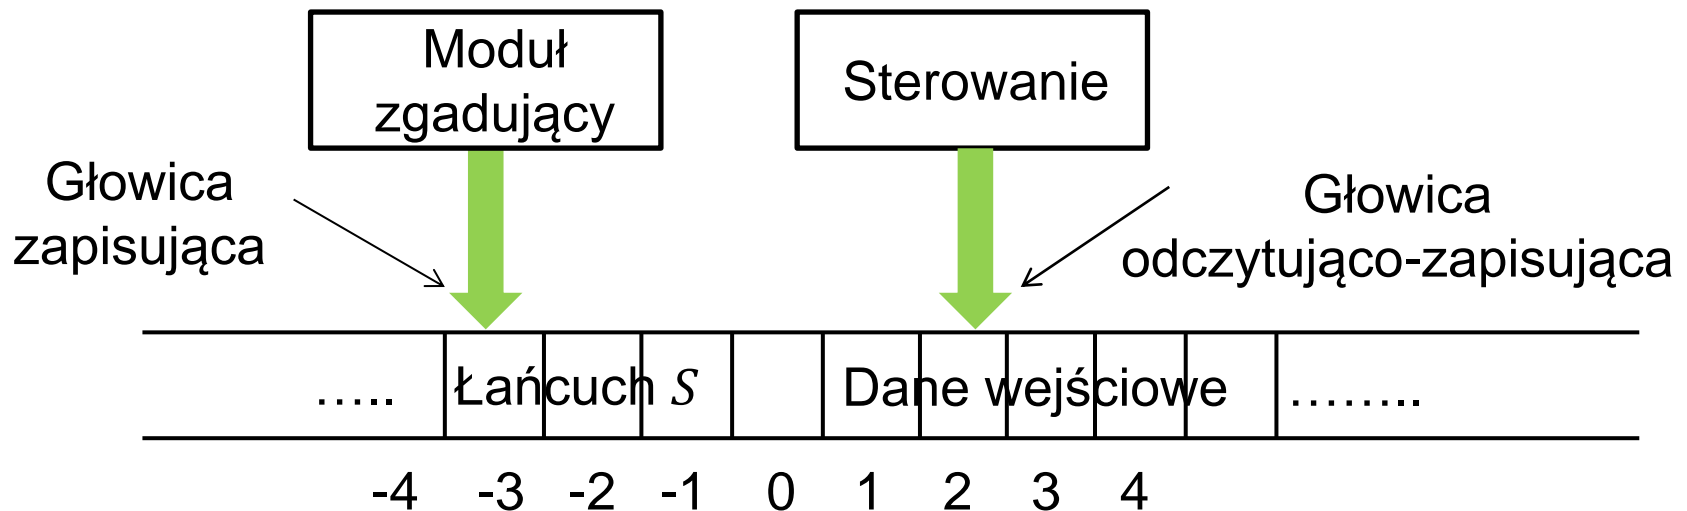 Moduł
zgadujący
Sterowanie
Głowica
zapisująca
Głowica
odczytująco-zapisująca
….. Łańcuch S Dane wejściowe ……..
-4 -3 -2 -1 0 1 2 3 4